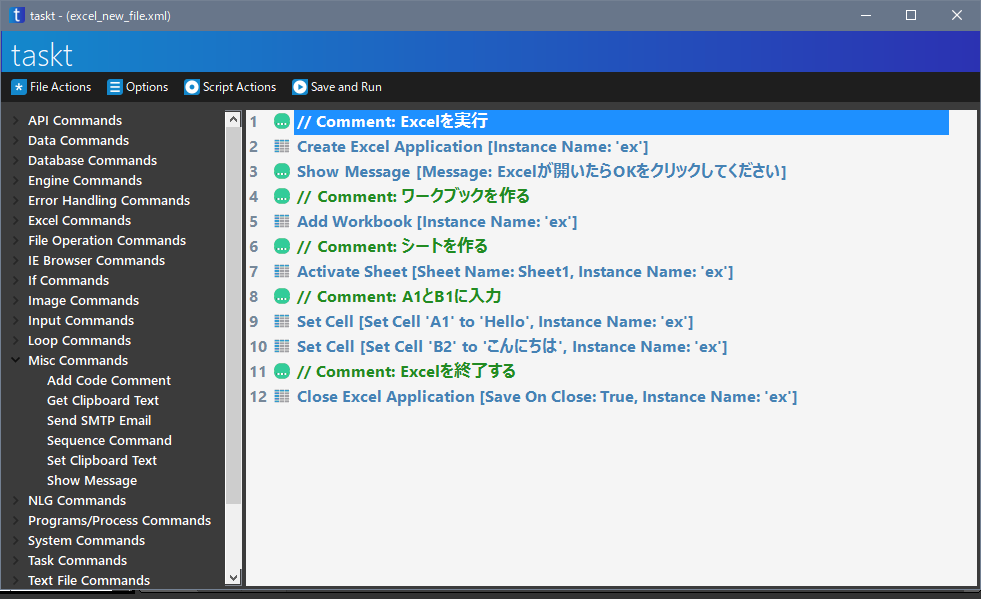 taskt - (excel_new_file.xml)
taskt
File Actions Options Script Actions Save and Run
API Commands
Data Commands
Database Commands
Engine Commands
Error Handling Commands
Excel Commands
File Operation Commands
IE Browser Commands
If Commands
Image Commands
Input Commands
Loop Commands
Misc Commands
Add Code Comment
Get Clipboard Text
Send SMTP Email
Sequence Command
Set Clipboard Text
Show Message
NLG Commands
Programs/Process Commands
System Commands
Task Commands
Text File Commands
1 // Comment: Excelを実行
2 Create Excel Application [Instance Name: 'ex']
3 Show Message [Message: Excelが開いたらOKをクリックしてください]
4 // Comment: ワークブックを作る
5 Add Workbook [Instance Name: 'ex']
6 // Comment: シートを作る
7 Activate Sheet [Sheet Name: Sheet1, Instance Name: 'ex']
8 // Comment: A1とB1に入力
9 Set Cell [Set Cell 'A1' to 'Hello', Instance Name: 'ex']
10 Set Cell [Set Cell 'B2' to 'こんにちは', Instance Name: 'ex']
11 // Comment: Excelを終了する
12 Close Excel Application [Save On Close: True, Instance Name: 'ex']